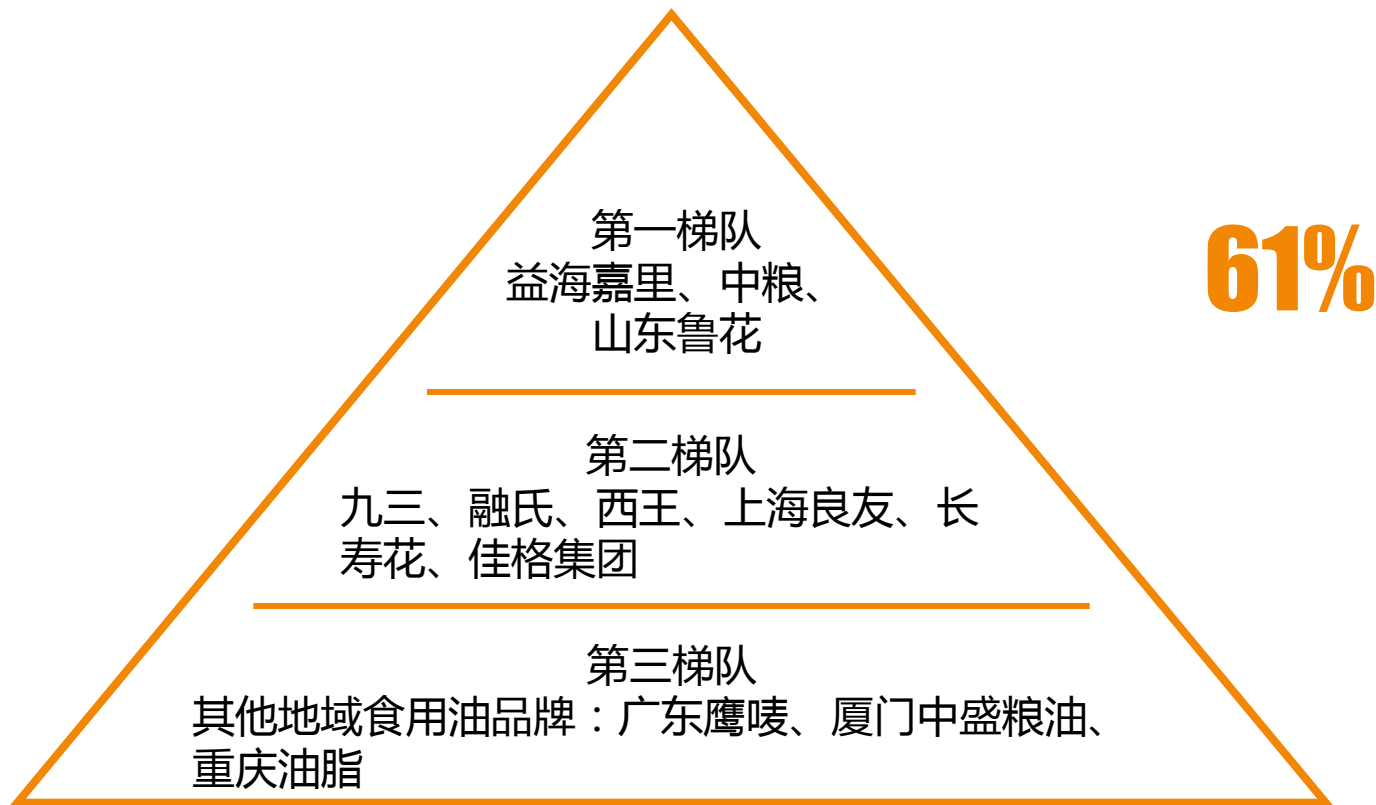 第一梯队
益海嘉里、中粮、
山东鲁花
61%
第二梯队
九三、融氏、西王、上海良友、长
寿花、佳格集团
第三梯队
其他地域食用油品牌：广东鹰唛、厦门中盛粮油、
重庆油脂